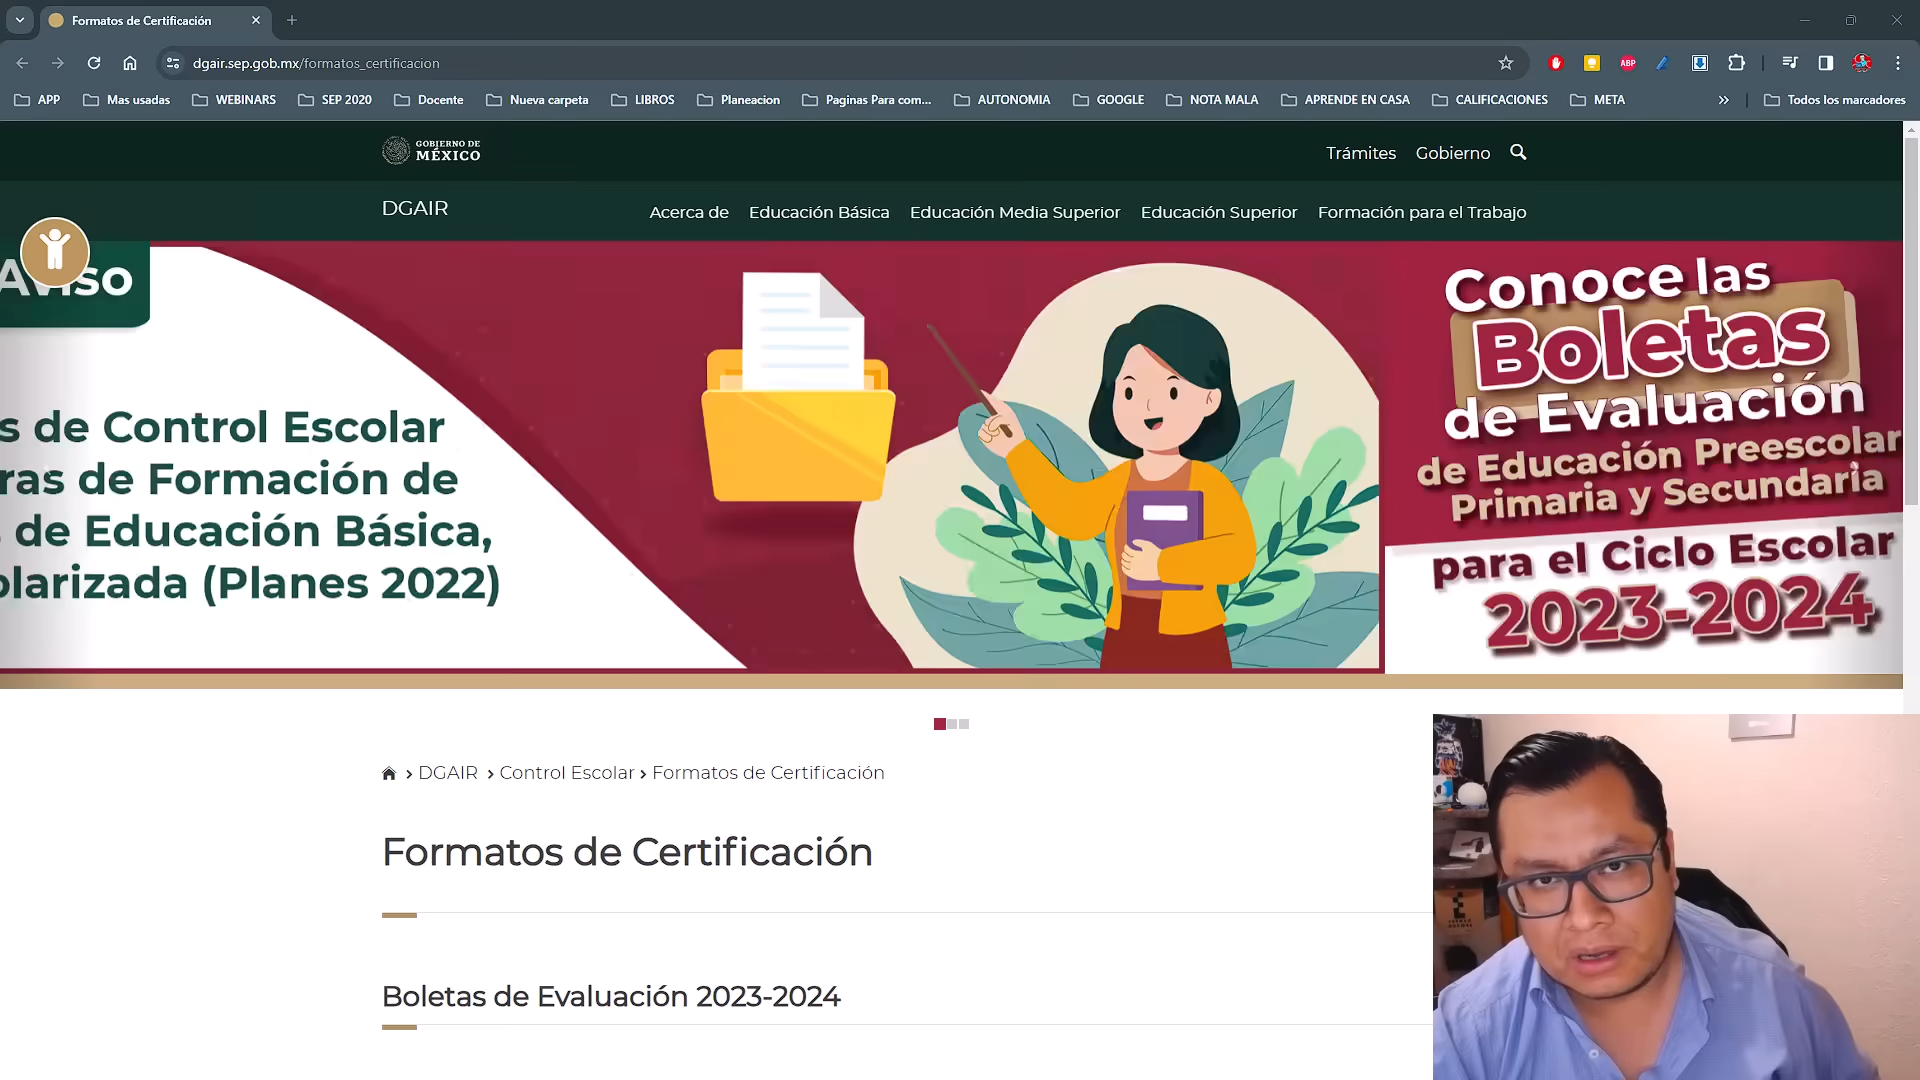 Formatos de Certificación
dgair.sep.gob.mx/formatos_certificacion
ABP
APP
Mas usadas
WEBINARS
SEP 2020
Docente
Nueva carpeta
LIBROS
Planeacion
Paginas Para com...
AUTONOMIA
GOOGLE
NOTA MALA
APRENDE EN CASA
CALIFICACIONES
META
Todos los marcadores
GOBIERNO DE
MÉXICO
Trámites
Gobierno
DGAIR
Acerca de
Educación Básica
Educación Media Superior
Educación Superior
Formación para el Trabajo
Aviso
s de Control Escolar
ras de Formación de
s de Educación Básica,
olarizada (Planes 2022)
Conoce las
Boletas
de Evaluación
de Educación Preescolar
Primaria y Secundaria
para el Ciclo Escolar
2023-2024
DGAIR
Control Escolar
Formatos de Certificación
Formatos de Certificación
Boletas de Evaluación 2023-2024